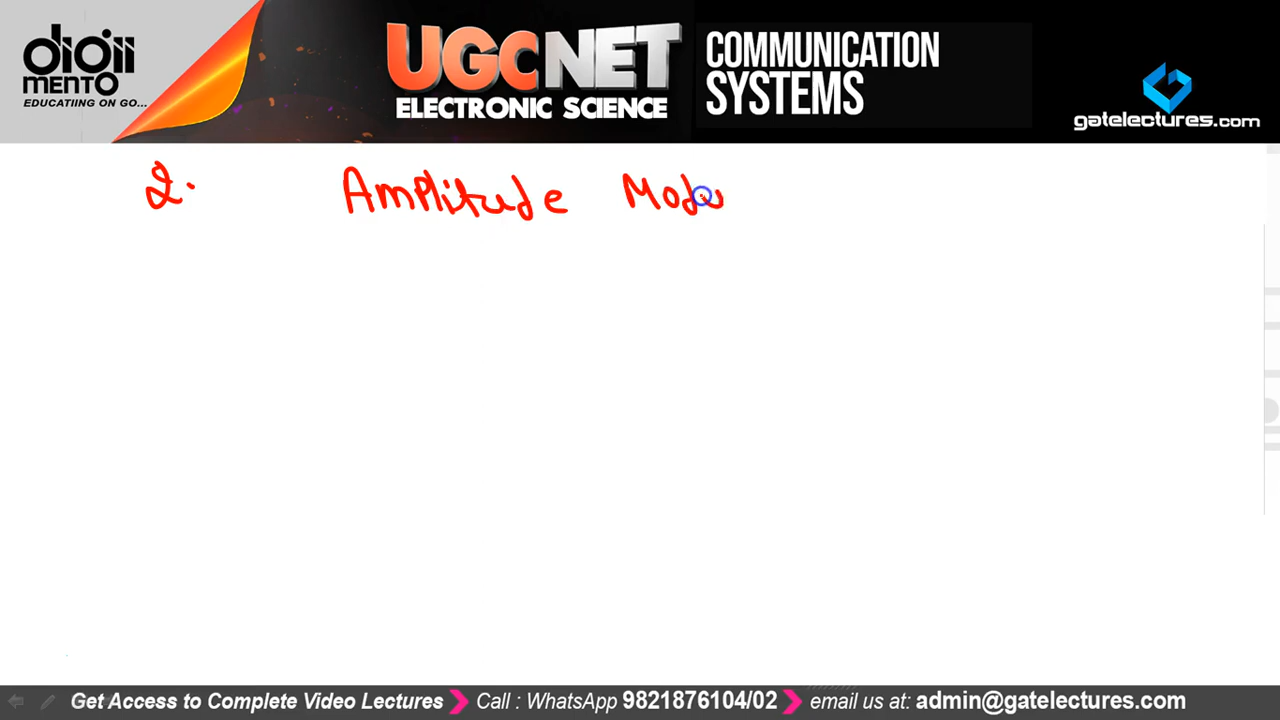 digii
mento
EDUCATIING ON GO...
UGCNET
ELECTRONIC SCIENCE
COMMUNICATION
SYSTEMS
gatelectures.com
2. Amplitude Modu
Get Access to Complete Video Lectures Call : WhatsApp 9821876104/02 email us at: admin@gatelectures.com